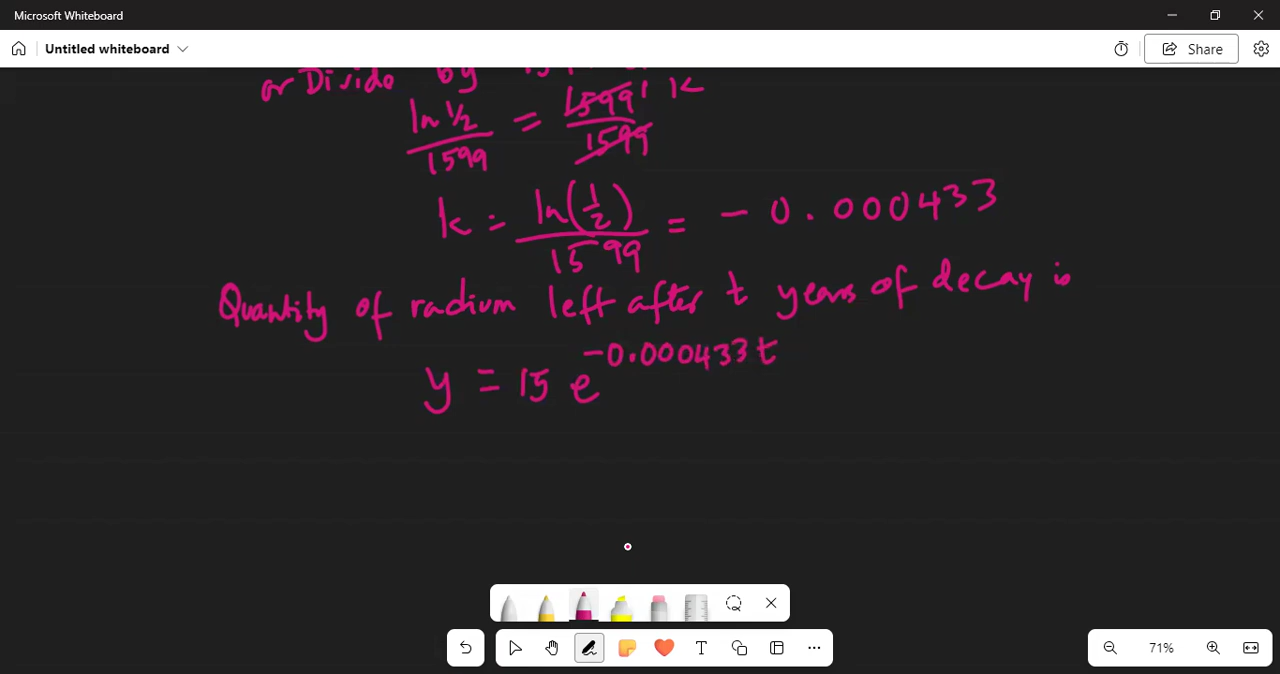 Microsoft Whiteboard
Untitled whiteboard
Share
or Divide by
ln 1/2 / 1599 = 1599 k / 1599
k = ln(1/2) / 1599 = - 0.000433
Quantity of radium left after t years of decay is
y = 15 e^-0.000433t
71%